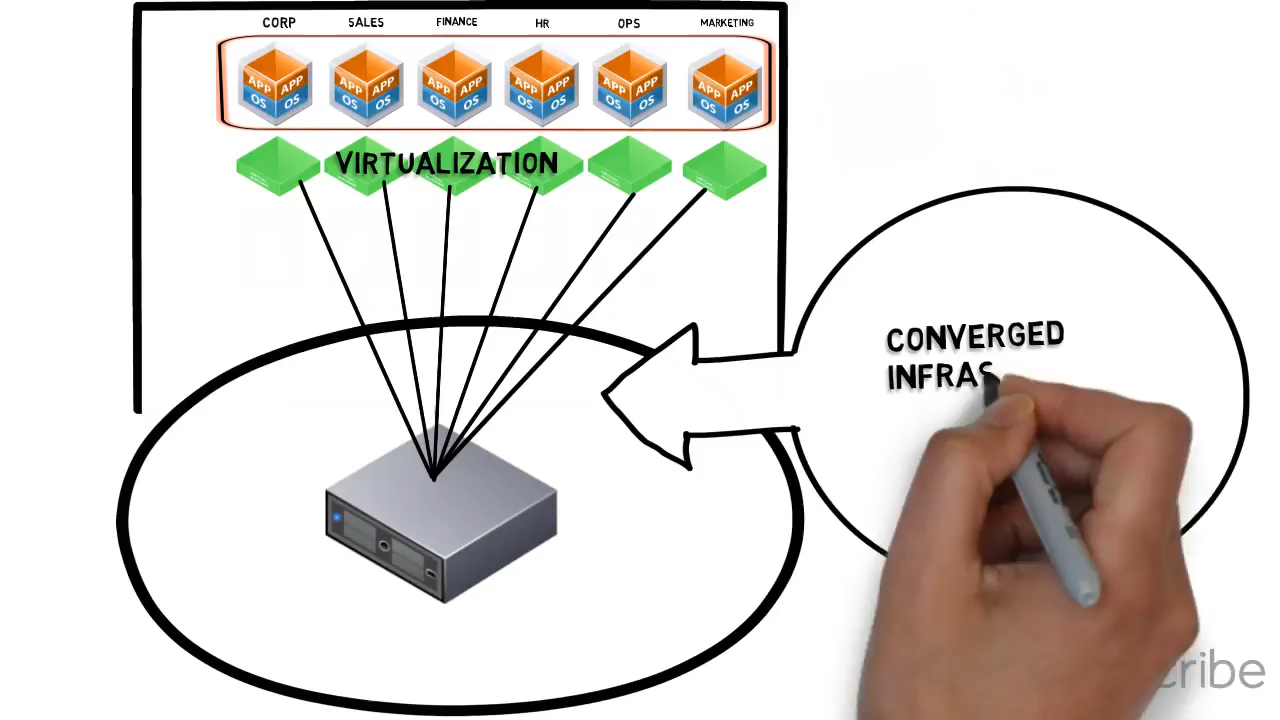 CORP SALES FINANCE HR OPS MARKETING
APP APP APP APP APP APP APP APP APP APP APP APP
OS OS OS OS OS OS OS OS OS OS OS OS
VIRTUALIZATION
CONVERGED
INFRAS
cribe